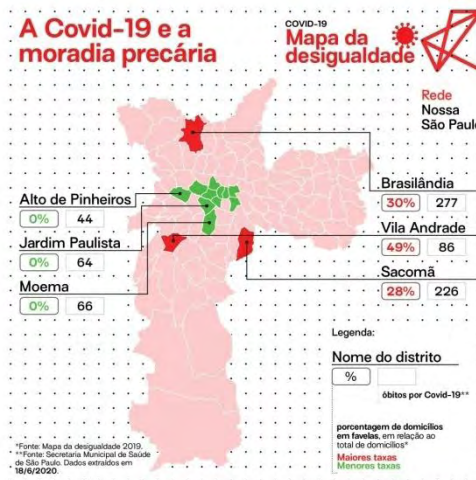 A Covid-19 e a
moradia precária
COVID-19
Mapa da
desigualdade
Rede
Nossa
São Paulo
Alto de Pinheiros
0% 44
Jardim Paulista
0% 64
Moema
0% 66
Brasilândia
30% 277
Vila Andrade
49% 86
Sacomã
28% 226
Legenda:
Nome do distrito
%
óbitos por Covid-19**
porcentagem de domicílios
em favelas, em relação ao
total de domicílios*
Maiores taxas
Menores taxas
*Fonte: Mapa da desigualdade 2019.
**Fonte: Secretaria Municipal de Saúde
de São Paulo. Dados extraídos em
18/6/2020.